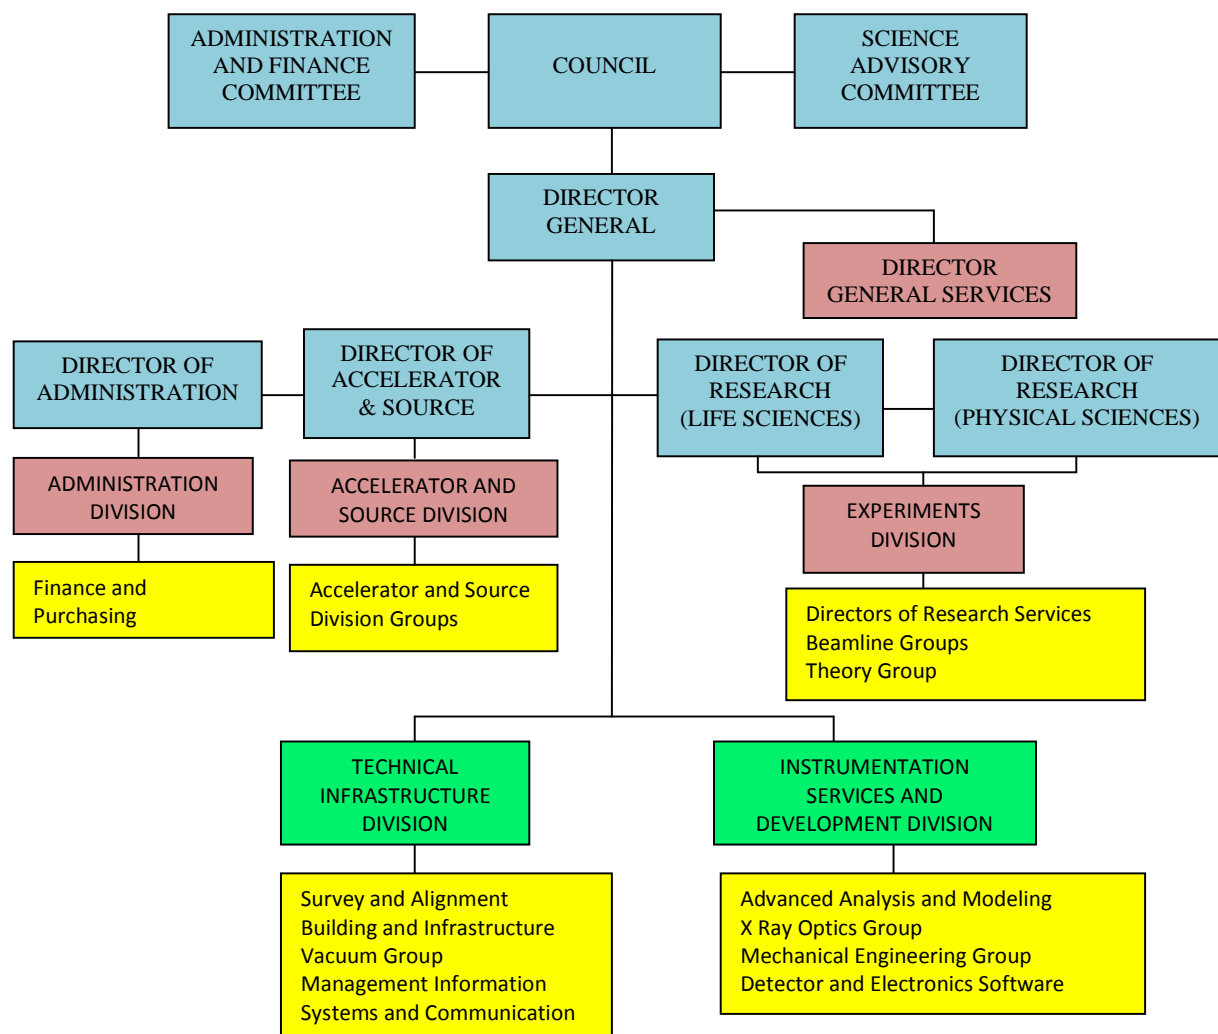 ADMINISTRATION
AND FINANCE
COMMITTEE
COUNCIL
SCIENCE
ADVISORY
COMMITTEE
DIRECTOR
GENERAL
DIRECTOR
GENERAL SERVICES
DIRECTOR OF
ADMINISTRATION
DIRECTOR OF
ACCELERATOR
& SOURCE
DIRECTOR OF
RESEARCH
(LIFE SCIENCES)
DIRECTOR OF
RESEARCH
(PHYSICAL SCIENCES)
ADMINISTRATION
DIVISION
ACCELERATOR AND
SOURCE DIVISION
EXPERIMENTS
DIVISION
Finance and
Purchasing
Accelerator and Source
Division Groups
Directors of Research Services
Beamline Groups
Theory Group
TECHNICAL
INFRASTRUCTURE
DIVISION
INSTRUMENTATION
SERVICES AND
DEVELOPMENT DIVISION
Survey and Alignment
Building and Infrastructure
Vacuum Group
Management Information
Systems and Communication
Advanced Analysis and Modeling
X Ray Optics Group
Mechanical Engineering Group
Detector and Electronics Software